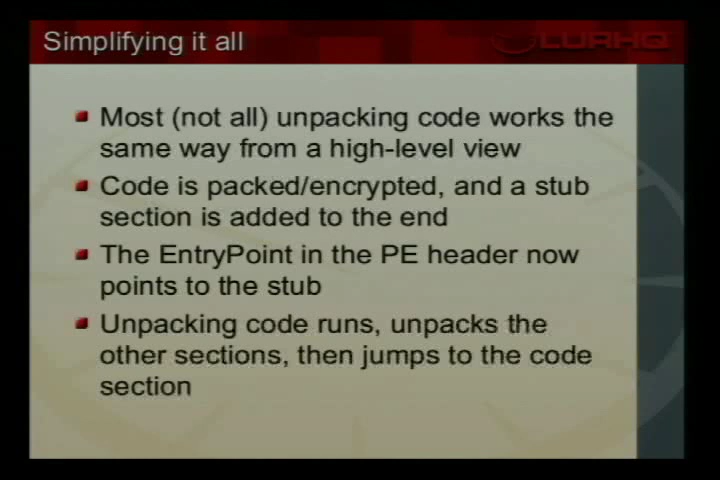 Simplifying it all
LURHQ
Most (not all) unpacking code works the
same way from a high-level view
Code is packed/encrypted, and a stub
section is added to the end
The EntryPoint in the PE header now
points to the stub
Unpacking code runs, unpacks the
other sections, then jumps to the code
section